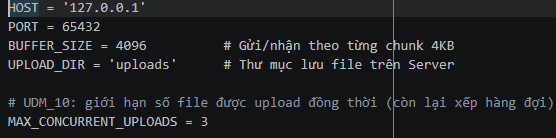 HOST = '127.0.0.1'
PORT = 65432
BUFFER_SIZE = 4096          # Gửi/nhận theo từng chunk 4KB
UPLOAD_DIR = 'uploads'      # Thư mục lưu file trên Server
# UDM_10: giới hạn số file được upload đồng thời (còn lại xếp hàng đợi)
MAX_CONCURRENT_UPLOADS = 3